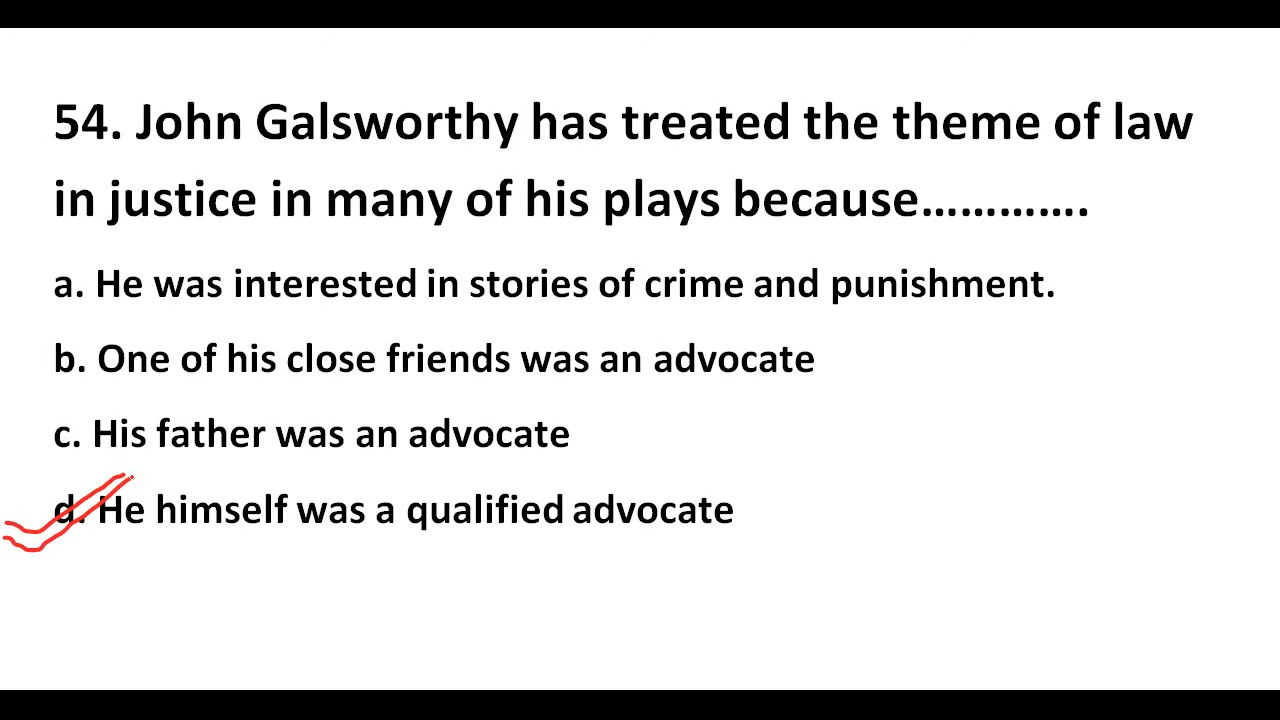 54. John Galsworthy has treated the theme of law
in justice in many of his plays because………….
a. He was interested in stories of crime and punishment.
b. One of his close friends was an advocate
c. His father was an advocate
d. He himself was a qualified advocate